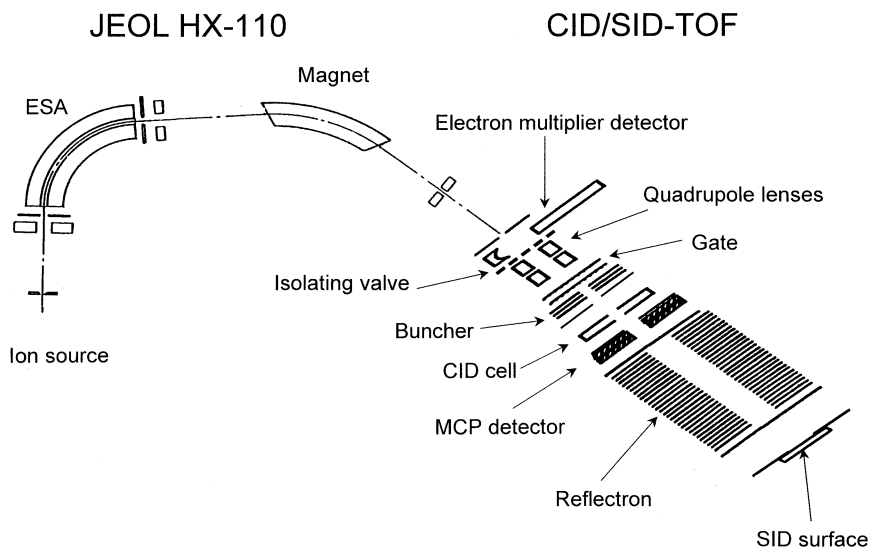 JEOL HX-110
CID/SID-TOF
Magnet
ESA
Electron multiplier detector
Quadrupole lenses
Gate
Isolating valve
Buncher
Ion source
CID cell
MCP detector
Reflectron
SID surface